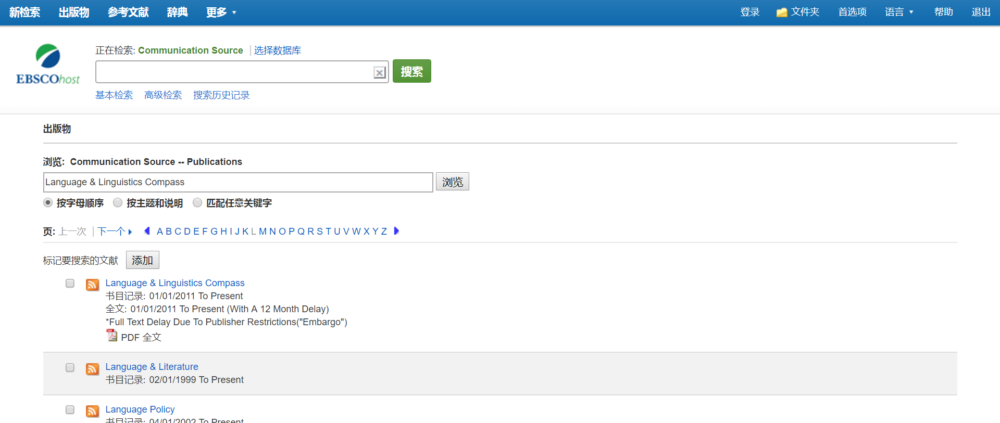 新检索 出版物 参考文献 辞典 更多 登录 文件夹 首选项 语言 帮助 退出
EBSCOhost
正在检索: Communication Source 选择数据库
搜索
基本检索 高级检索 搜索历史记录
出版物
浏览: Communication Source -- Publications
Language & Linguistics Compass 浏览
按字母顺序 按主题和说明 匹配任意关键字
页: 上一次 下一个 A B C D E F G H I J K L M N O P Q R S T U V W X Y Z
标记要搜索的文献 添加
Language & Linguistics Compass
书目记录: 01/01/2011 To Present
全文: 01/01/2011 To Present (With A 12 Month Delay)
*Full Text Delay Due To Publisher Restrictions("Embargo")
PDF 全文
Language & Literature
书目记录: 02/01/1999 To Present
Language Policy
书目记录: 04/01/2002 To Present